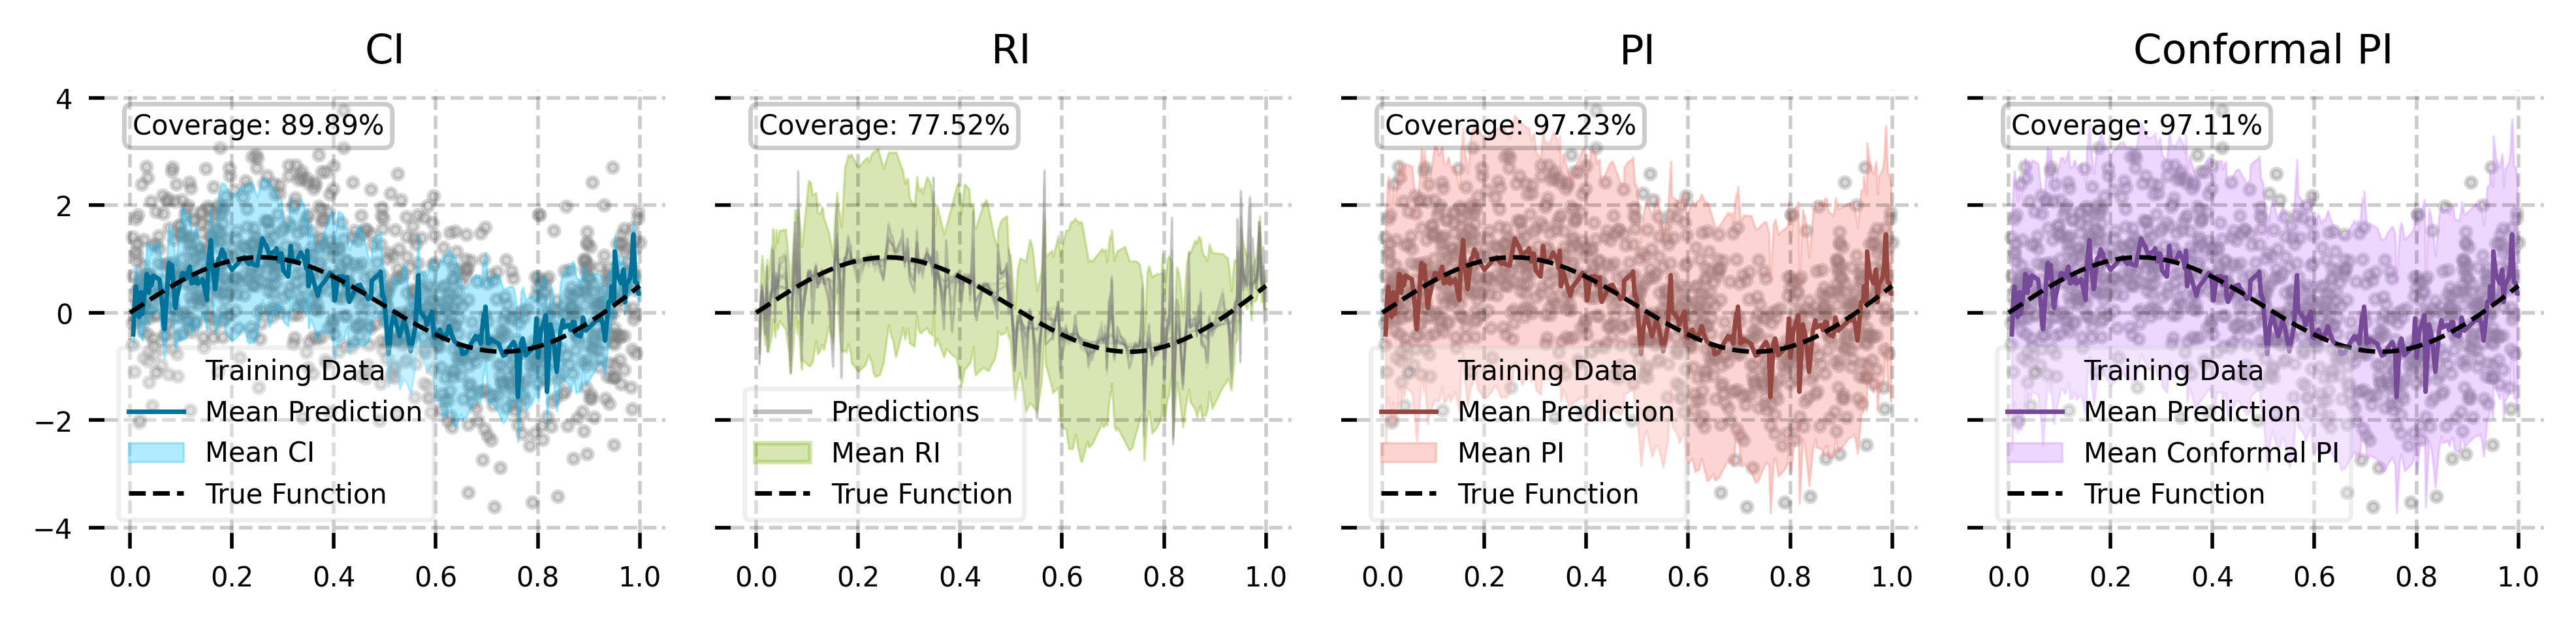 CI
Coverage: 89.89%
Training Data
Mean Prediction
Mean CI
True Function
4
2
0
−2
−4
0.0 0.2 0.4 0.6 0.8 1.0
RI
Coverage: 77.52%
Predictions
Mean RI
True Function
0.0 0.2 0.4 0.6 0.8 1.0
PI
Coverage: 97.23%
Training Data
Mean Prediction
Mean PI
True Function
0.0 0.2 0.4 0.6 0.8 1.0
Conformal PI
Coverage: 97.11%
Training Data
Mean Prediction
Mean Conformal PI
True Function
0.0 0.2 0.4 0.6 0.8 1.0